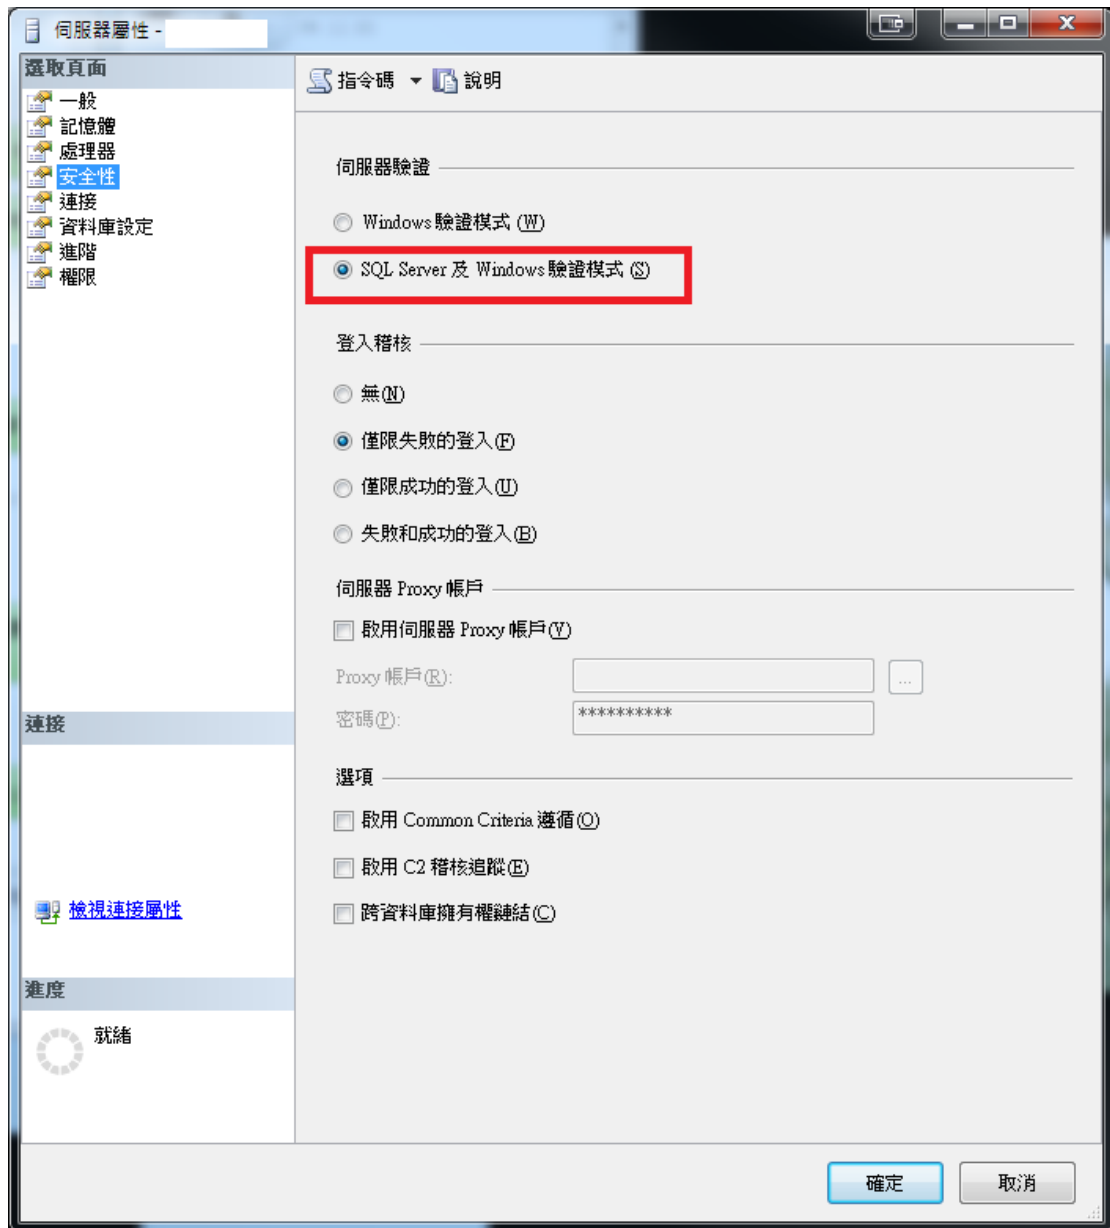 伺服器屬性 -
選取頁面
一般
記憶體
處理器
安全性
連接
資料庫設定
進階
權限
連接
檢視連接屬性
進度
就緒
指令碼 說明
伺服器驗證
Windows 驗證模式 (W)
SQL Server 及 Windows 驗證模式 (S)
登入稽核
無(N)
僅限失敗的登入(F)
僅限成功的登入(U)
失敗和成功的登入(B)
伺服器 Proxy 帳戶
啟用伺服器 Proxy 帳戶(V)
Proxy 帳戶(R): ...
密碼(P): **********
選項
啟用 Common Criteria 遵循(O)
啟用 C2 稽核追蹤(E)
跨資料庫擁有權鏈結(C)
確定 取消